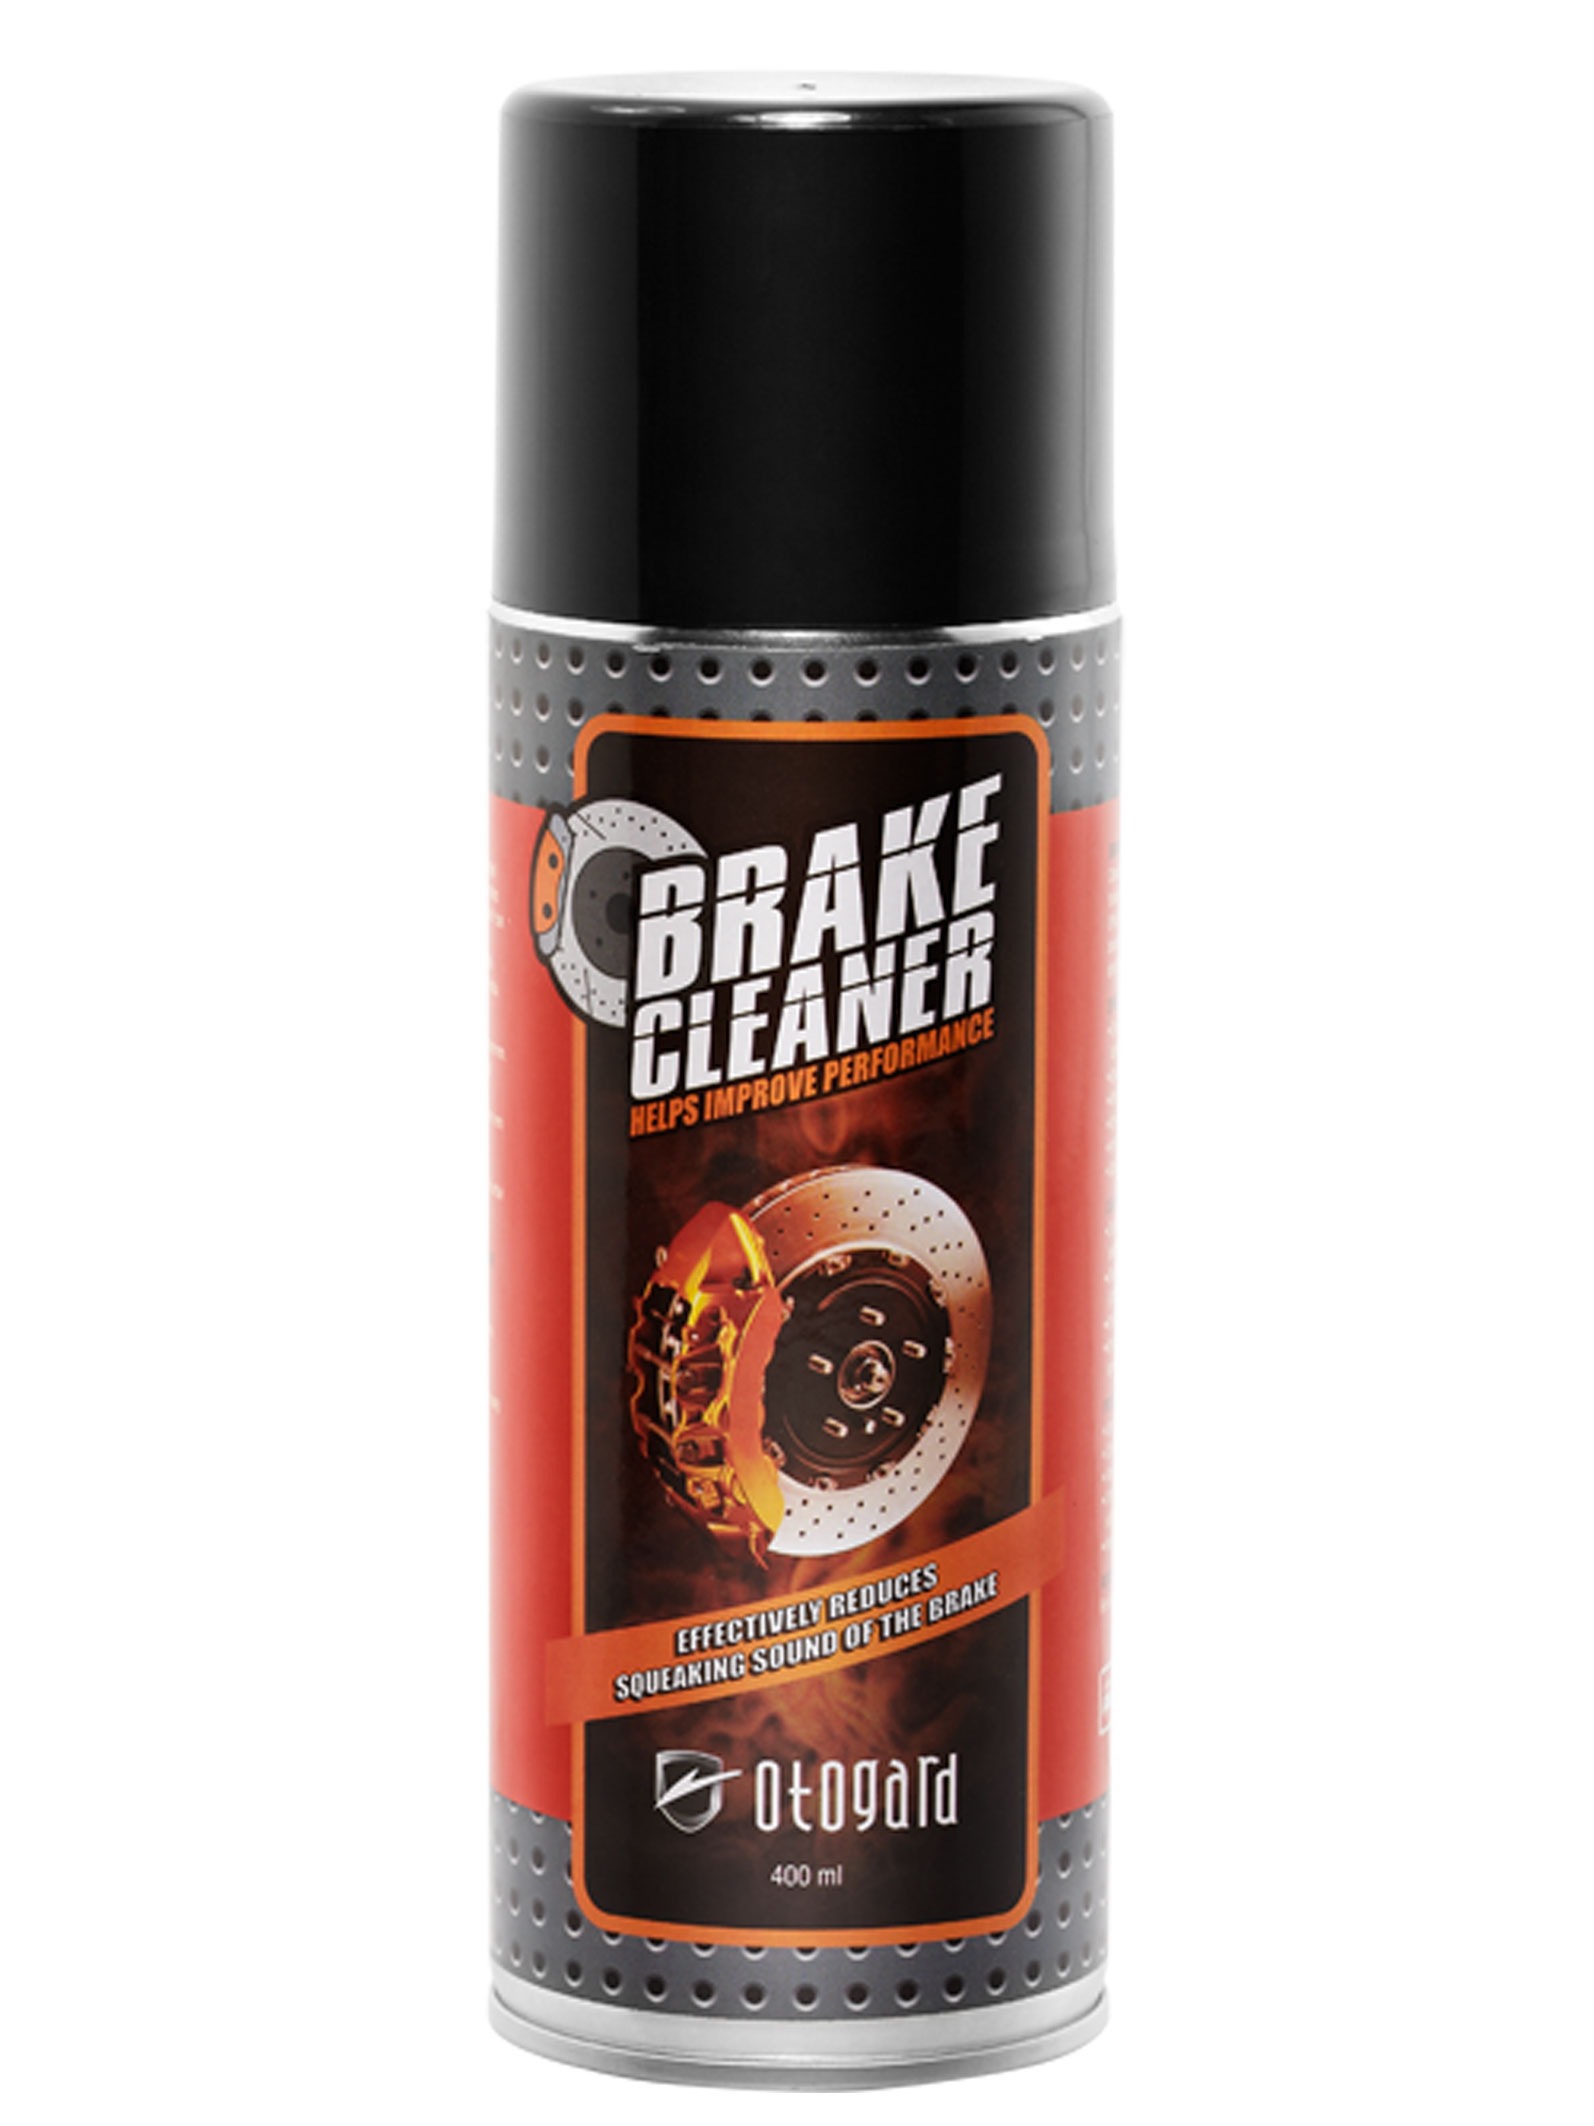 BRAKE
CLEANER
HELPS IMPROVE PERFORMANCE
EFFECTIVELY REDUCES
SQUEAKING SOUND OF THE BRAKE
otogard
400 ml